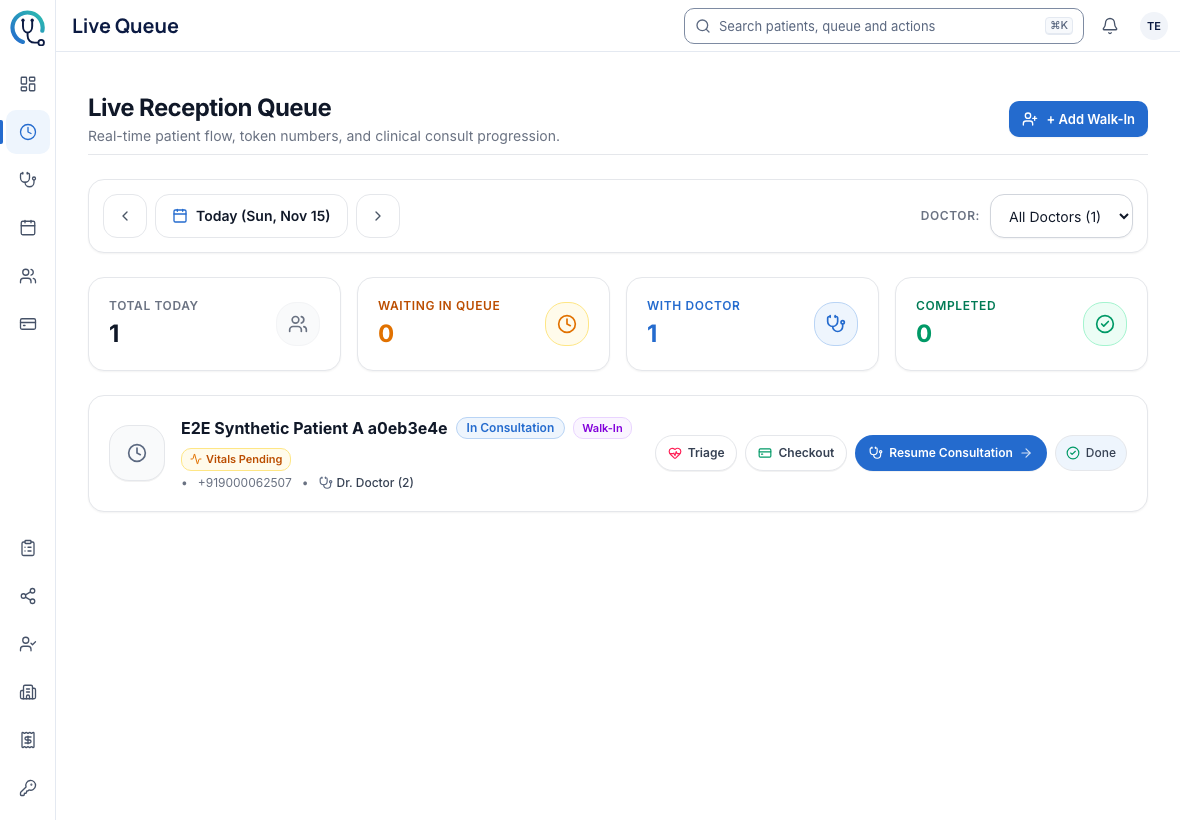 Live Queue
Search patients, queue and actions
⌘K
TE
Live Reception Queue
Real-time patient flow, token numbers, and clinical consult progression.
+ Add Walk-In
Today (Sun, Nov 15)
DOCTOR:
All Doctors (1)
TOTAL TODAY
1
WAITING IN QUEUE
0
WITH DOCTOR
1
COMPLETED
0
E2E Synthetic Patient A a0eb3e4e
In Consultation
Walk-In
Vitals Pending
• +919000062507 • Dr. Doctor (2)
Triage
Checkout
Resume Consultation →
Done